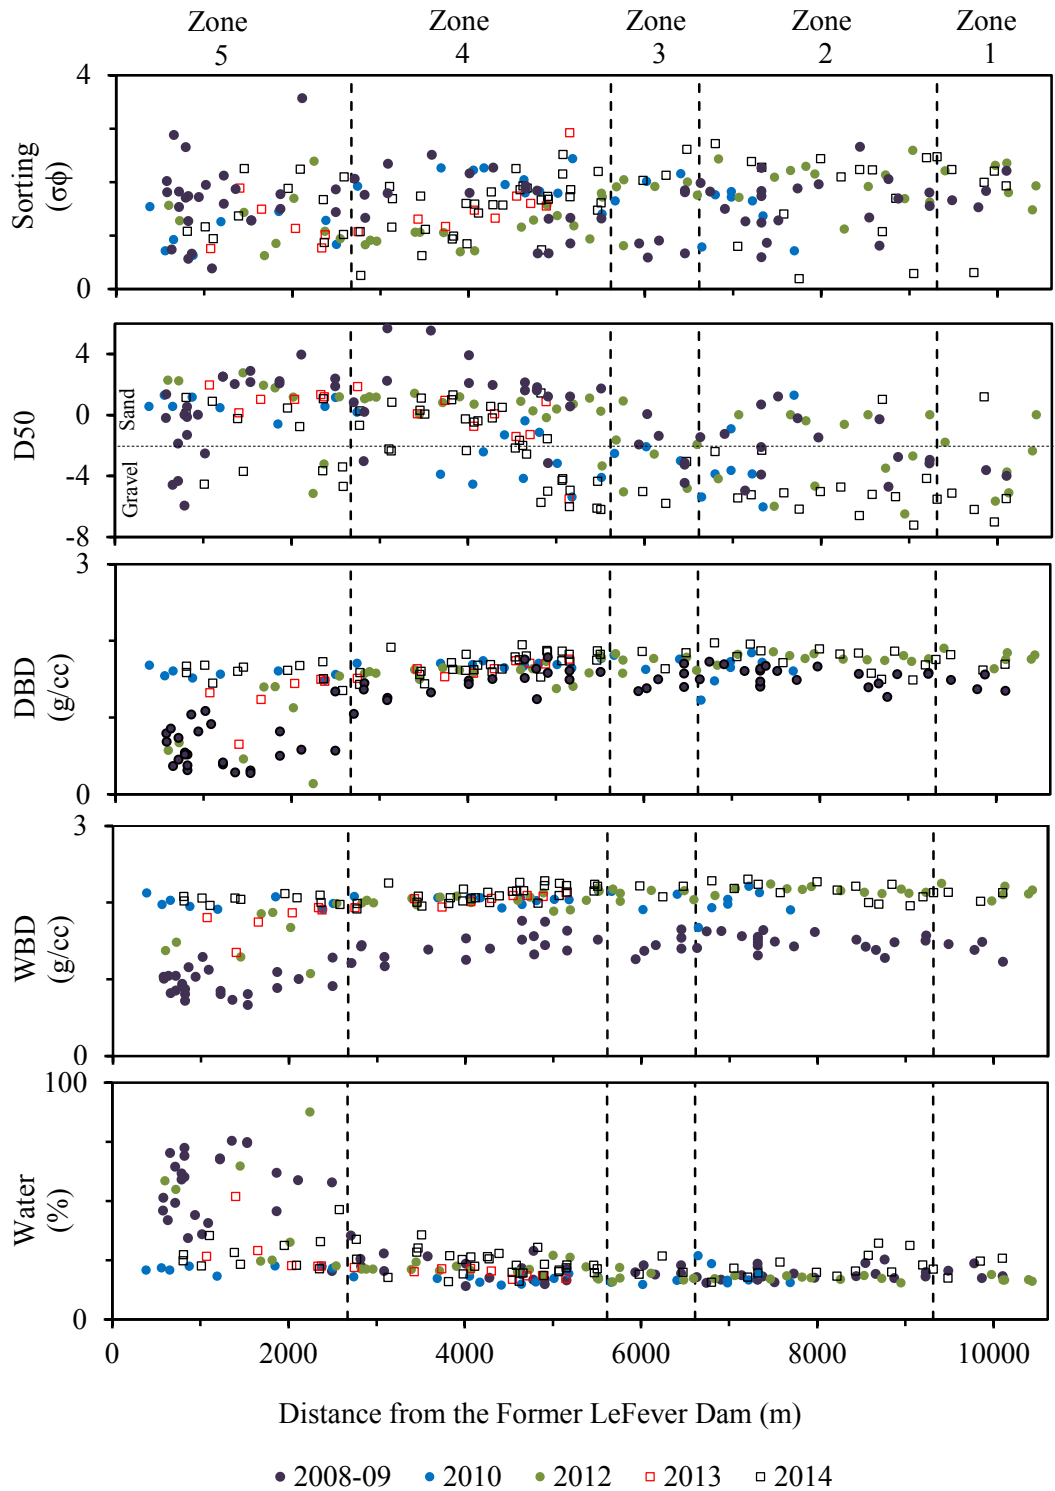 Zone 5
Zone 4
Zone 3
Zone 2
Zone 1
Sorting (σϕ)
4
0
D50
4
0
-4
-8
Sand
Gravel
DBD (g/cc)
3
0
WBD (g/cc)
3
0
Water (%)
100
0
0 2000 4000 6000 8000 10000
Distance from the Former LeFever Dam (m)
2008-09 2010 2012 2013 2014